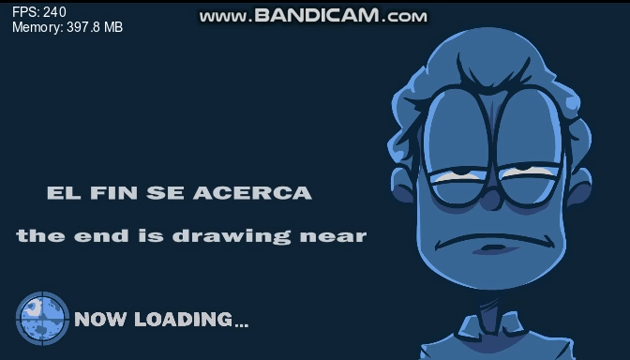 FPS: 240
Memory: 397.8 MB
www.BANDICAM.com
EL FIN SE ACERCA
the end is drawing near
NOW LOADING...